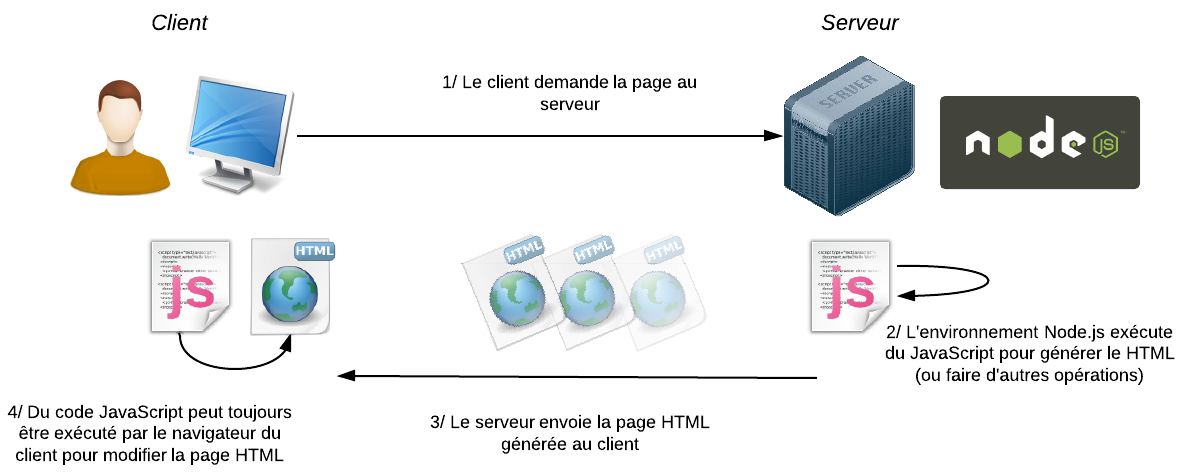 Client
Serveur
1/ Le client demande la page au
serveur
SERVER
node
JS
™
HTML
HTML
HTML
HTML
js
js
2/ L'environnement Node.js exécute
du JavaScript pour générer le HTML
(ou faire d'autres opérations)
3/ Le serveur envoie la page HTML
générée au client
4/ Du code JavaScript peut toujours
être exécuté par le navigateur du
client pour modifier la page HTML